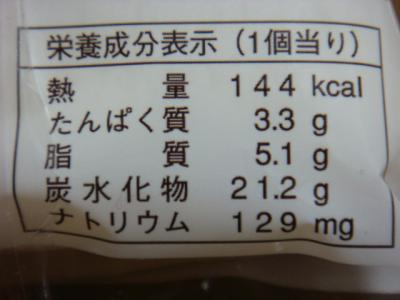 栄養成分表示（1個当り）
熱量 144 kcal
たんぱく質 3.3 g
脂質 5.1 g
炭水化物 21.2 g
ナトリウム 129 mg